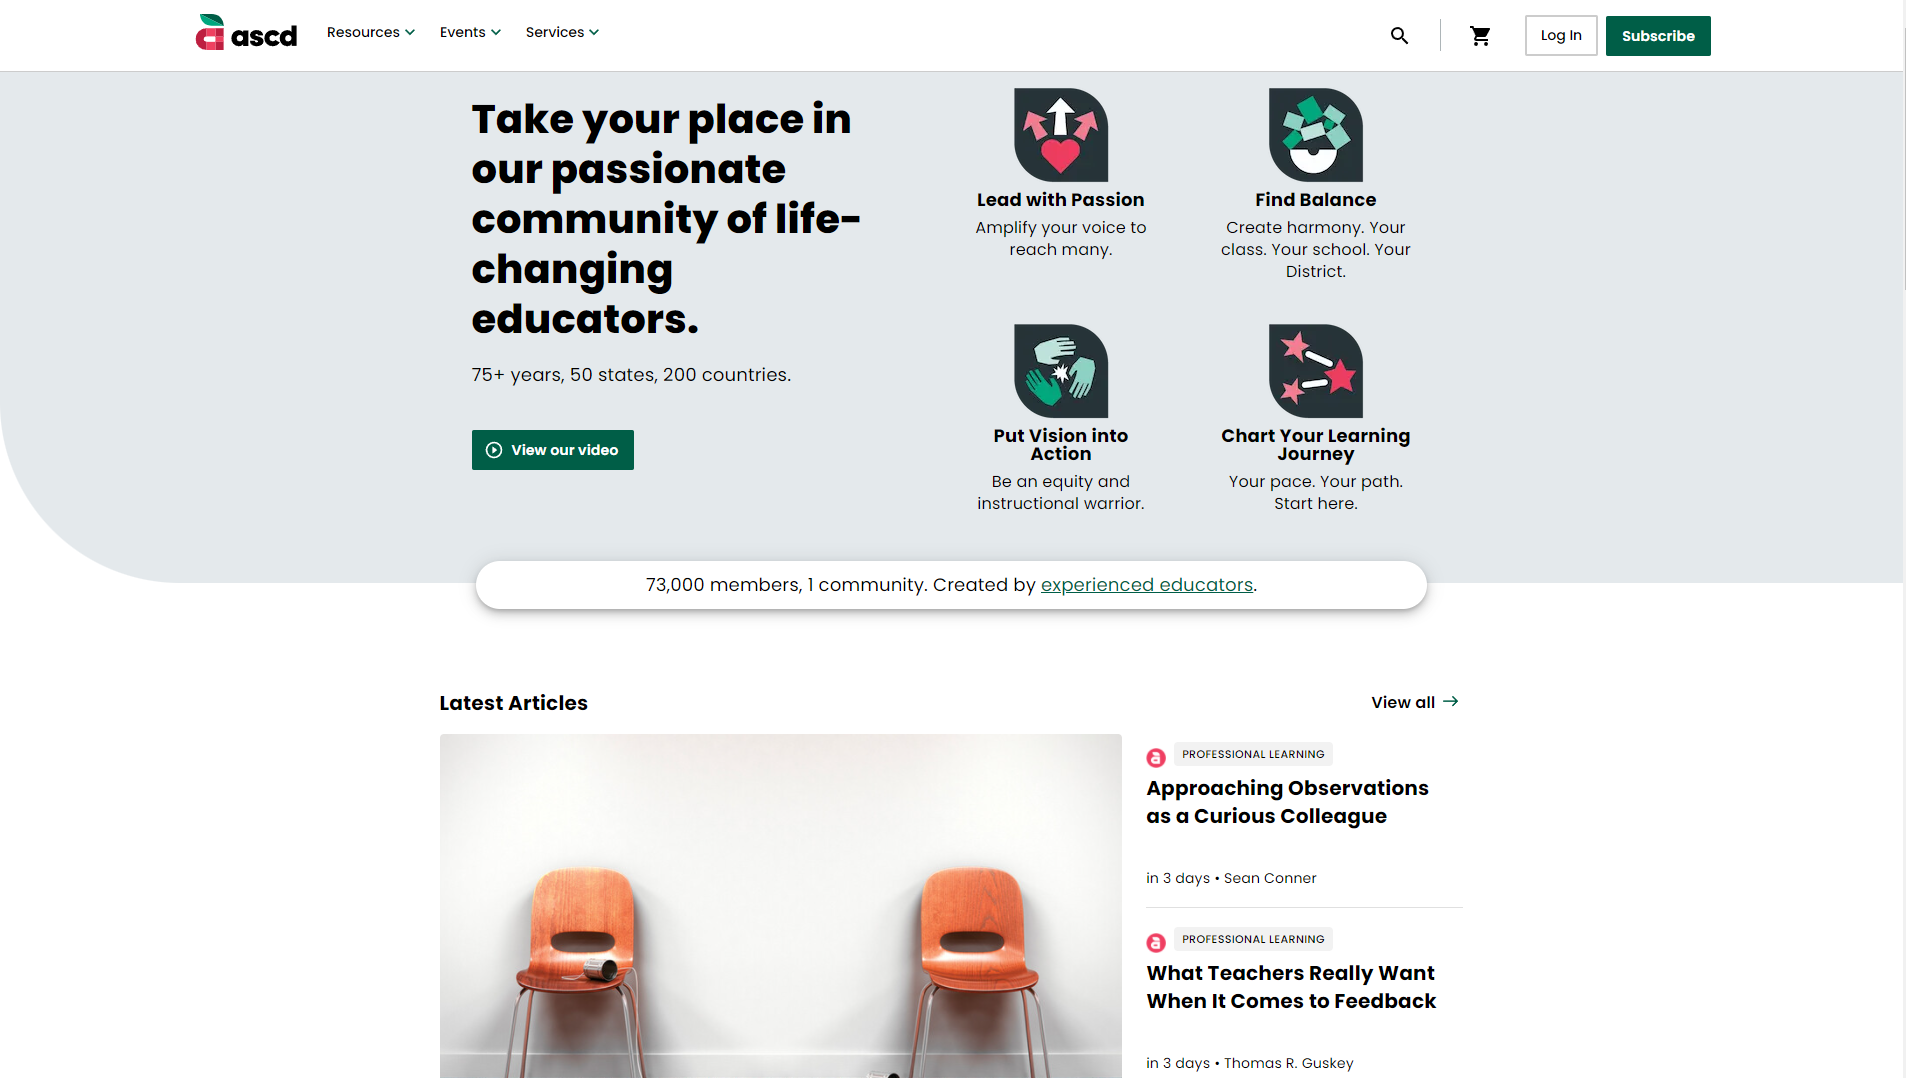 ascd
Resources
Events
Services
Log In
Subscribe
Take your place in
our passionate
community of life-
changing
educators.
75+ years, 50 states, 200 countries.
View our video
Lead with Passion
Amplify your voice to
reach many.
Find Balance
Create harmony. Your
class. Your school. Your
District.
Put Vision into
Action
Be an equity and
instructional warrior.
Chart Your Learning
Journey
Your pace. Your path.
Start here.
73,000 members, 1 community. Created by experienced educators.
Latest Articles
View all
PROFESSIONAL LEARNING
Approaching Observations
as a Curious Colleague
in 3 days • Sean Conner
PROFESSIONAL LEARNING
What Teachers Really Want
When It Comes to Feedback
in 3 days • Thomas R. Guskey